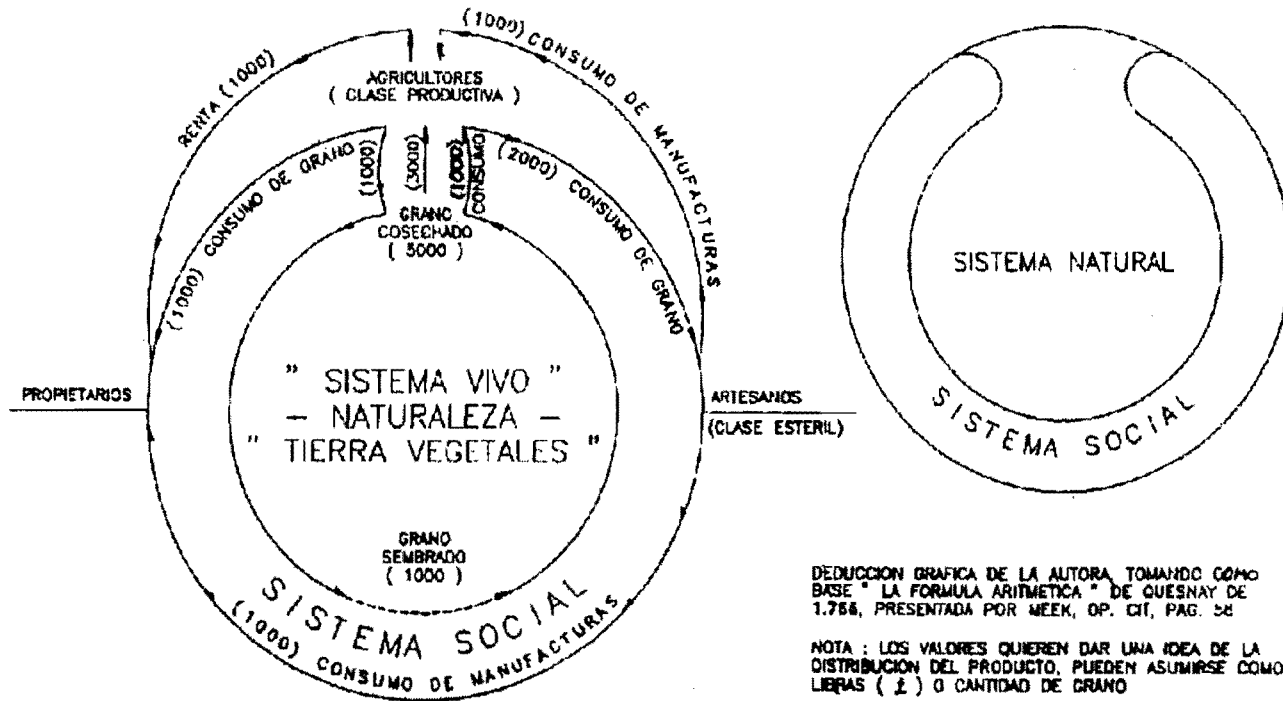 (1000) CONSUMO DE MANUFACTURAS
RENTA (1000)
AGRICULTORES
( CLASE PRODUCTIVA )
(1000) CONSUMO DE GRANO (1000)
(3000)
(1000)
CONSUMO
(2000) CONSUMO DE GRANO
GRANO
COSECHADO
( 5000 )
PROPIETARIOS
" SISTEMA VIVO "
— NATURALEZA —
" TIERRA VEGETALES "
ARTESANOS
(CLASE ESTERIL)
GRANO
SEMBRADO
( 1000 )
SISTEMA SOCIAL
(1000) CONSUMO DE MANUFACTURAS
SISTEMA NATURAL
SISTEMA SOCIAL
DEDUCCION GRAFICA DE LA AUTORA, TOMANDO COMO
BASE " LA FORMULA ARITMETICA " DE QUESNAY DE
1.766, PRESENTADA POR MEEK, OP. CIT, PAG. 58
NOTA : LOS VALORES QUIEREN DAR UNA IDEA DE LA
DISTRIBUCION DEL PRODUCTO, PUEDEN ASUMIRSE COMO
LIBRAS ( £ ) O CANTIDAD DE GRANO